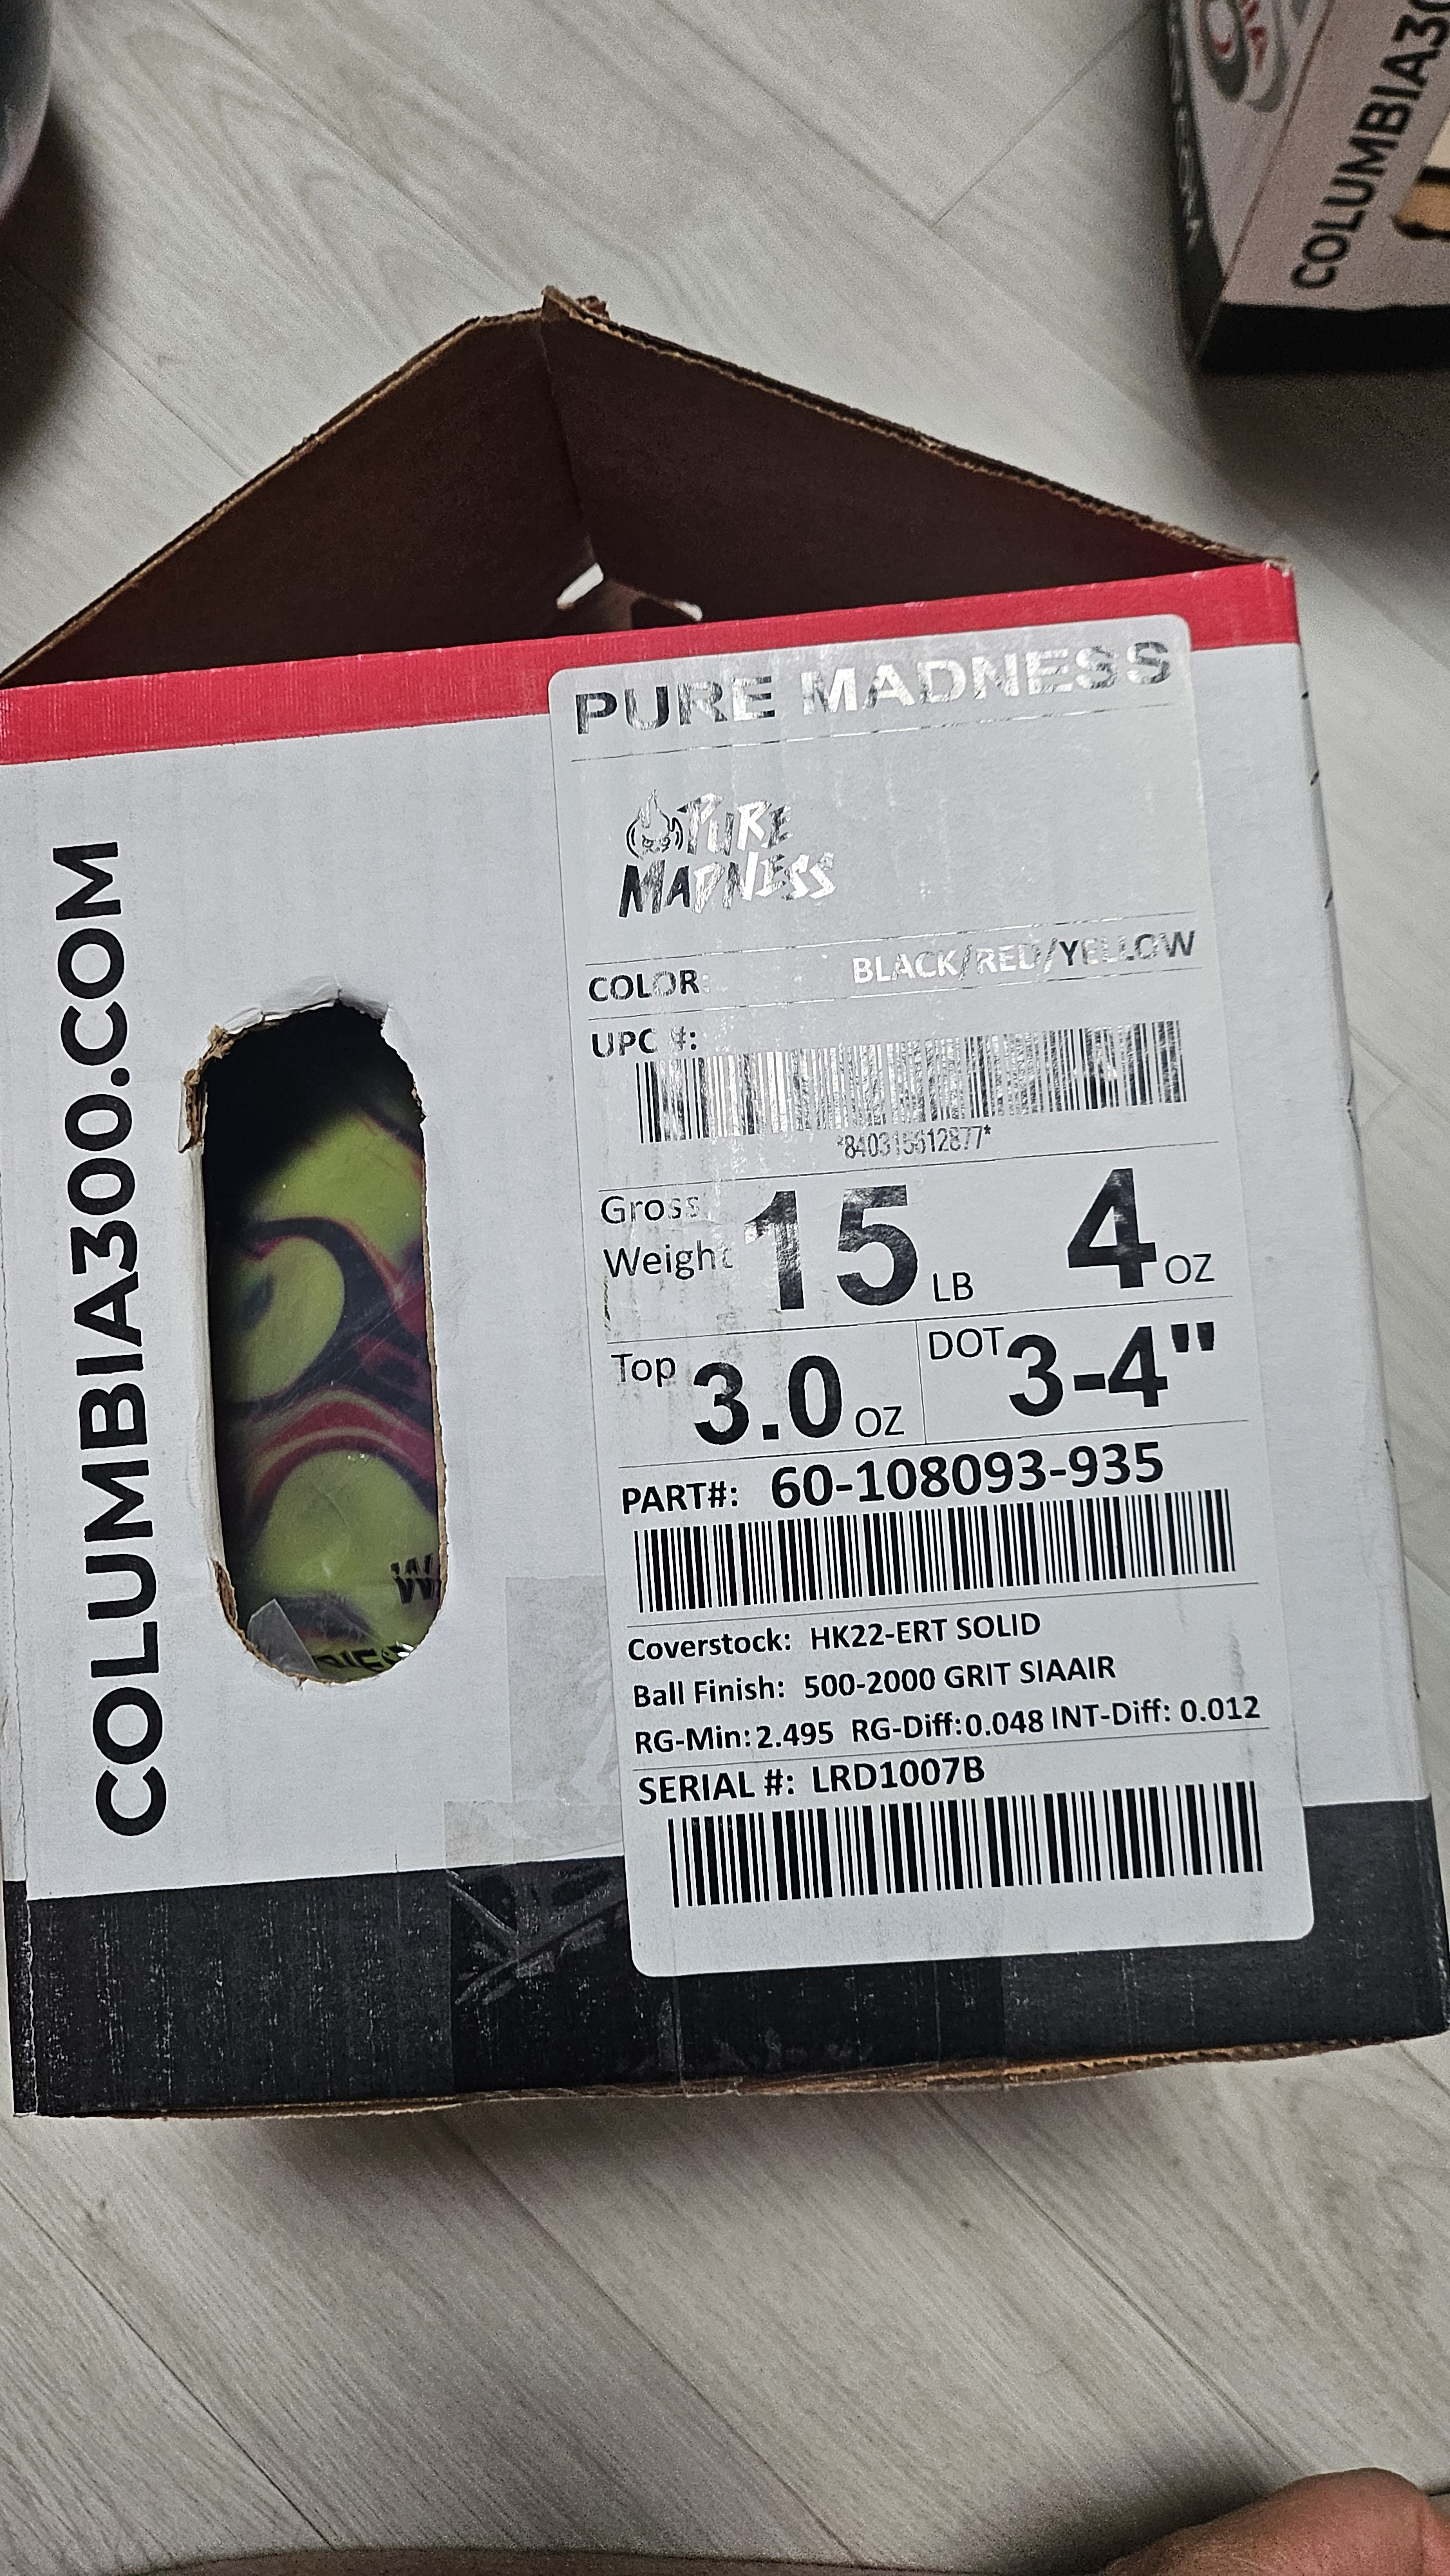 COLUMBIA300.COM
PURE MADNESS
PURE
MADNESS
COLOR: BLACK/RED/YELLOW
UPC #:
*840315612877*
Gross
Weight 15 LB 4 OZ
Top 3.0 OZ DOT 3-4"
PART#: 60-108093-935
Coverstock: HK22-ERT SOLID
Ball Finish: 500-2000 GRIT SIAAIR
RG-Min: 2.495 RG-Diff: 0.048 INT-Diff: 0.012
SERIAL #: LRD1007B